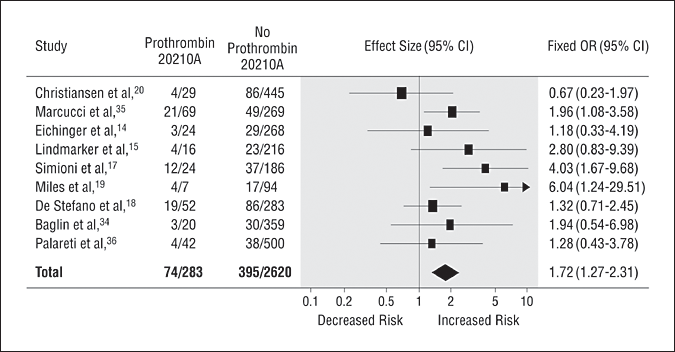 Study Prothrombin 20210A No Prothrombin 20210A Effect Size (95% CI) Fixed OR (95% CI)
Christiansen et al,20 4/29 86/445 0.67 (0.23-1.97)
Marcucci et al,35 21/69 49/269 1.96 (1.08-3.58)
Eichinger et al,14 3/24 29/268 1.18 (0.33-4.19)
Lindmarker et al,15 4/16 23/216 2.80 (0.83-9.39)
Simioni et al,17 12/24 37/186 4.03 (1.67-9.68)
Miles et al,19 4/7 17/94 6.04 (1.24-29.51)
De Stefano et al,18 19/52 86/283 1.32 (0.71-2.45)
Baglin et al,34 3/20 30/359 1.94 (0.54-6.98)
Palareti et al,36 4/42 38/500 1.28 (0.43-3.78)
Total 74/283 395/2620 1.72 (1.27-2.31)
0.1 0.2 0.4 1 2 5 10
Decreased Risk Increased Risk